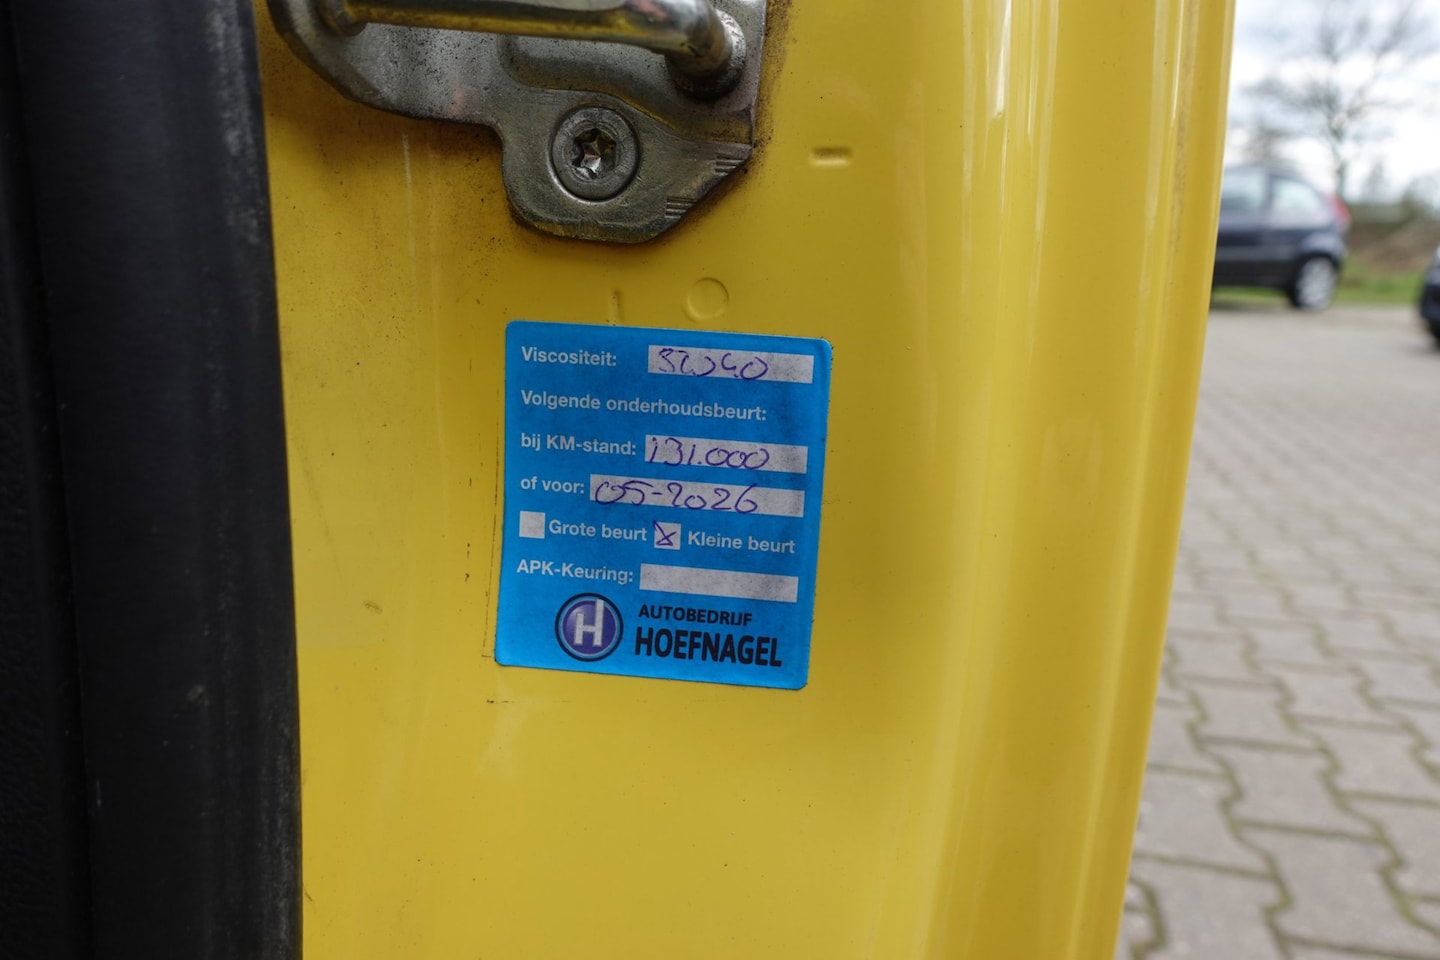 Viscositeit: 5W40
Volgende onderhoudsbeurt:
bij KM-stand: 131.000
of voor: 05-2026
Grote beurt Kleine beurt
APK-Keuring:
H AUTOBEDRIJF
HOEFNAGEL